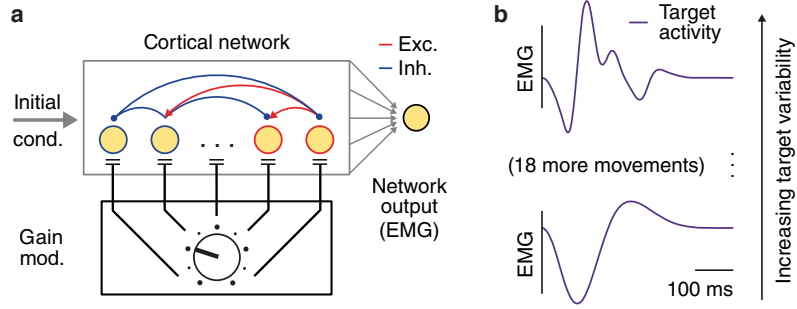 a
Cortical network
Exc.
Inh.
Initial
cond.
. . .
Network
output
(EMG)
Gain
mod.
b
EMG
Target
activity
(18 more movements)
EMG
100 ms
Increasing target variability